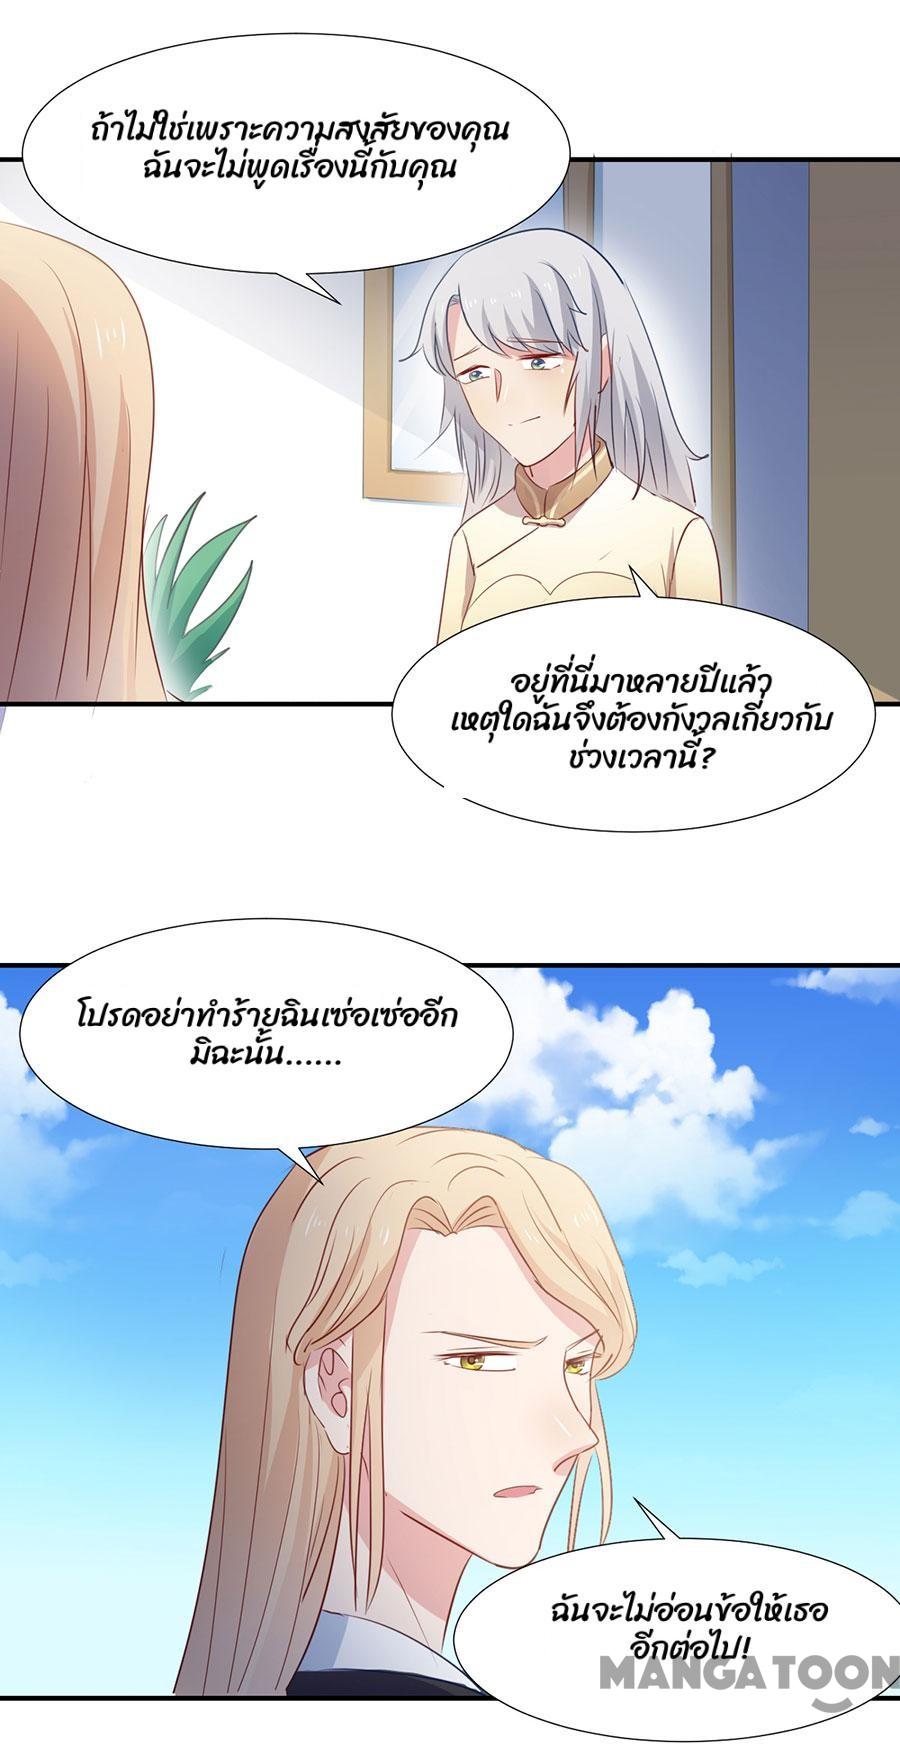 ถ้าไม่ใช่เพราะความสงสัยของคุณ
ฉันจะไม่พูดเรื่องนี้กับคุณ
อยู่ที่นี่มาหลายปีแล้ว
เหตุใดฉันจึงต้องกังวลเกี่ยวกับ
ช่วงเวลานี้?
โปรดอย่าทำร้ายฉินเซ่อเซ่ออีก
มิฉะนั้น......
ฉันจะไม่อ่อนข้อให้เธอ
อีกต่อไป!
MANGATOON